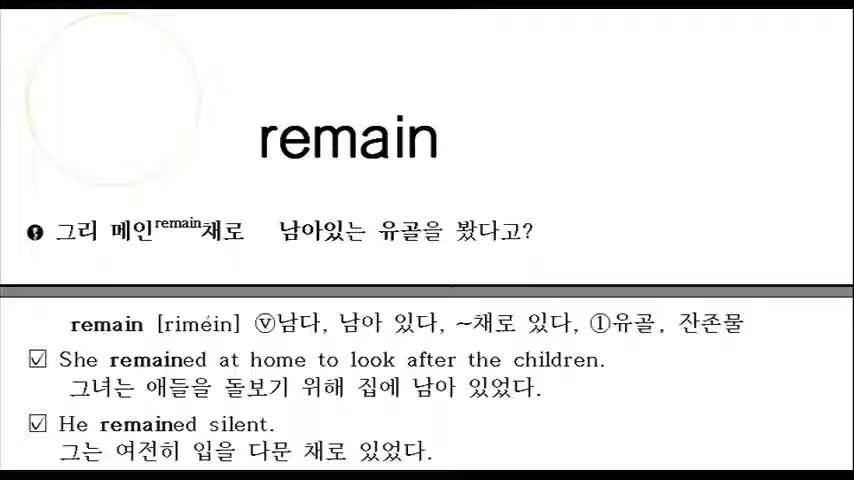 remain
그리 메인remain채로 남아있는 유골을 봤다고?
remain [riméin] ⓥ남다, 남아 있다, ~채로 있다, ①유골, 잔존물
☑ She remained at home to look after the children.
그녀는 애들을 돌보기 위해 집에 남아 있었다.
☑ He remained silent.
그는 여전히 입을 다문 채로 있었다.